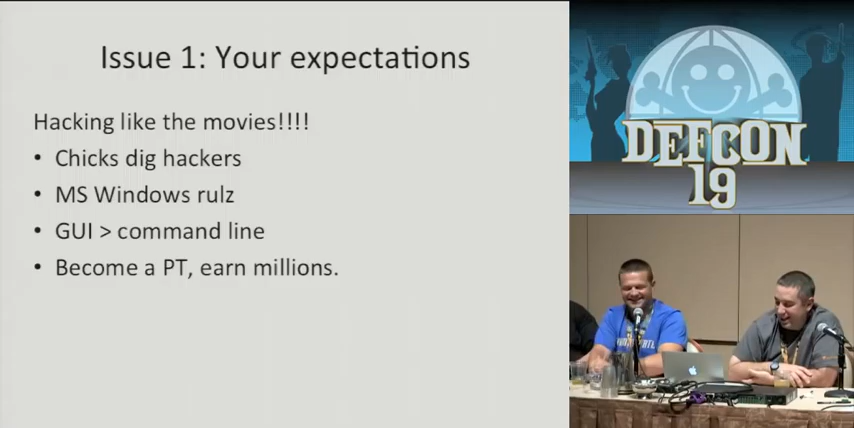 Issue 1: Your expectations
Hacking like the movies!!!!
• Chicks dig hackers
• MS Windows rulz
• GUI > command line
• Become a PT, earn millions.
DEFCON
19